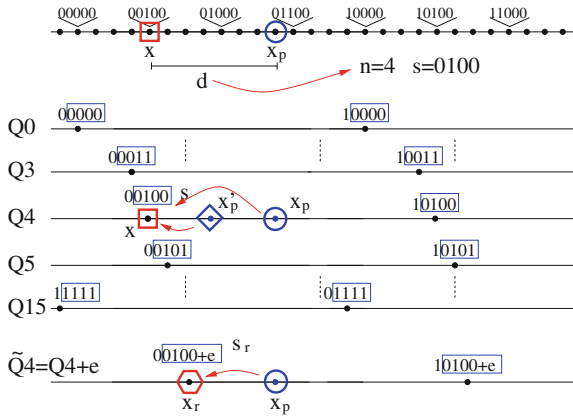 00000 00100 01000 01100 10000 10100 11000
x x_p
d n=4 s=0100
00000 10000
Q0
00011 10011
Q3
00100 s x_p' x_p 10100
Q4
x
00101 10101
Q5
11111 01111
Q15
00100+e s_r 10100+e
Q̃4=Q4+e
x_r x_p